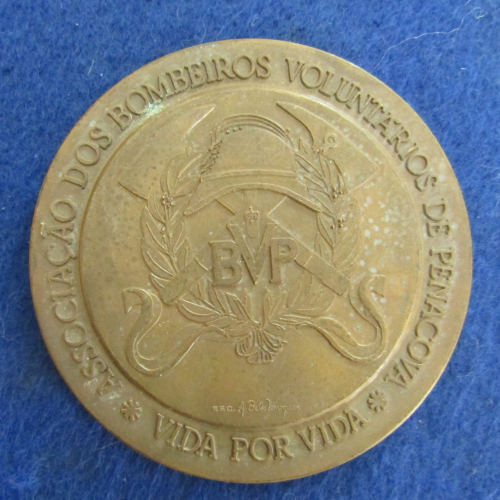 ASSOCIAÇÃO DOS BOMBEIROS VOLUNTÁRIOS DE PENACOVA
BVP
* VIDA POR VIDA *